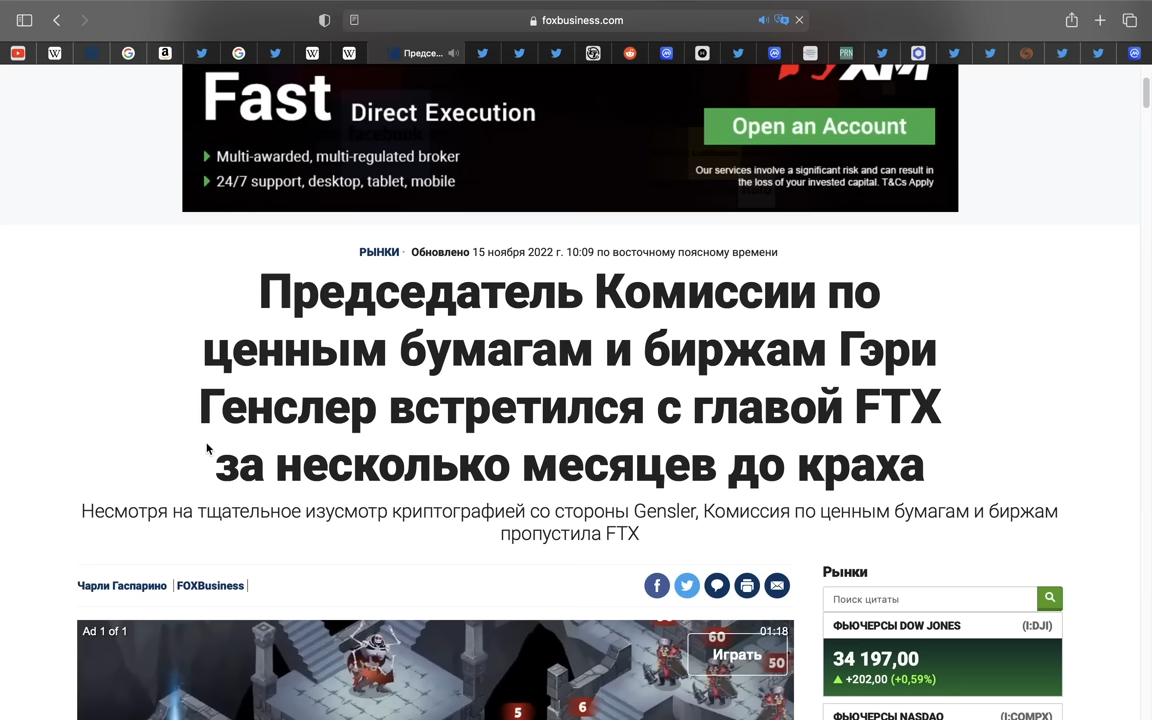 foxbusiness.com
Предсе...
PRN
Fast Direct Execution
XM
Multi-awarded, multi-regulated broker
24/7 support, desktop, tablet, mobile
Open an Account
Our services involve a significant risk and can result in
the loss of your invested capital. T&Cs Apply
РЫНКИ · Обновлено 15 ноября 2022 г. 10:09 по восточному поясному времени
Председатель Комиссии по
ценным бумагам и биржам Гэри
Генслер встретился с главой FTX
за несколько месяцев до краха
Несмотря на тщательное изусмотр криптографией со стороны Gensler, Комиссия по ценным бумагам и биржам
пропустила FTX
Чарли Гаспарино | FOXBusiness |
Ad 1 of 1
01:18
Играть
60
50
5
6
Рынки
Поиск цитаты
ФЬЮЧЕРСЫ DOW JONES (I:DJI)
34 197,00
+202,00 (+0,59%)
ФЬЮЧЕРСЫ NASDAQ (I:COMPX)